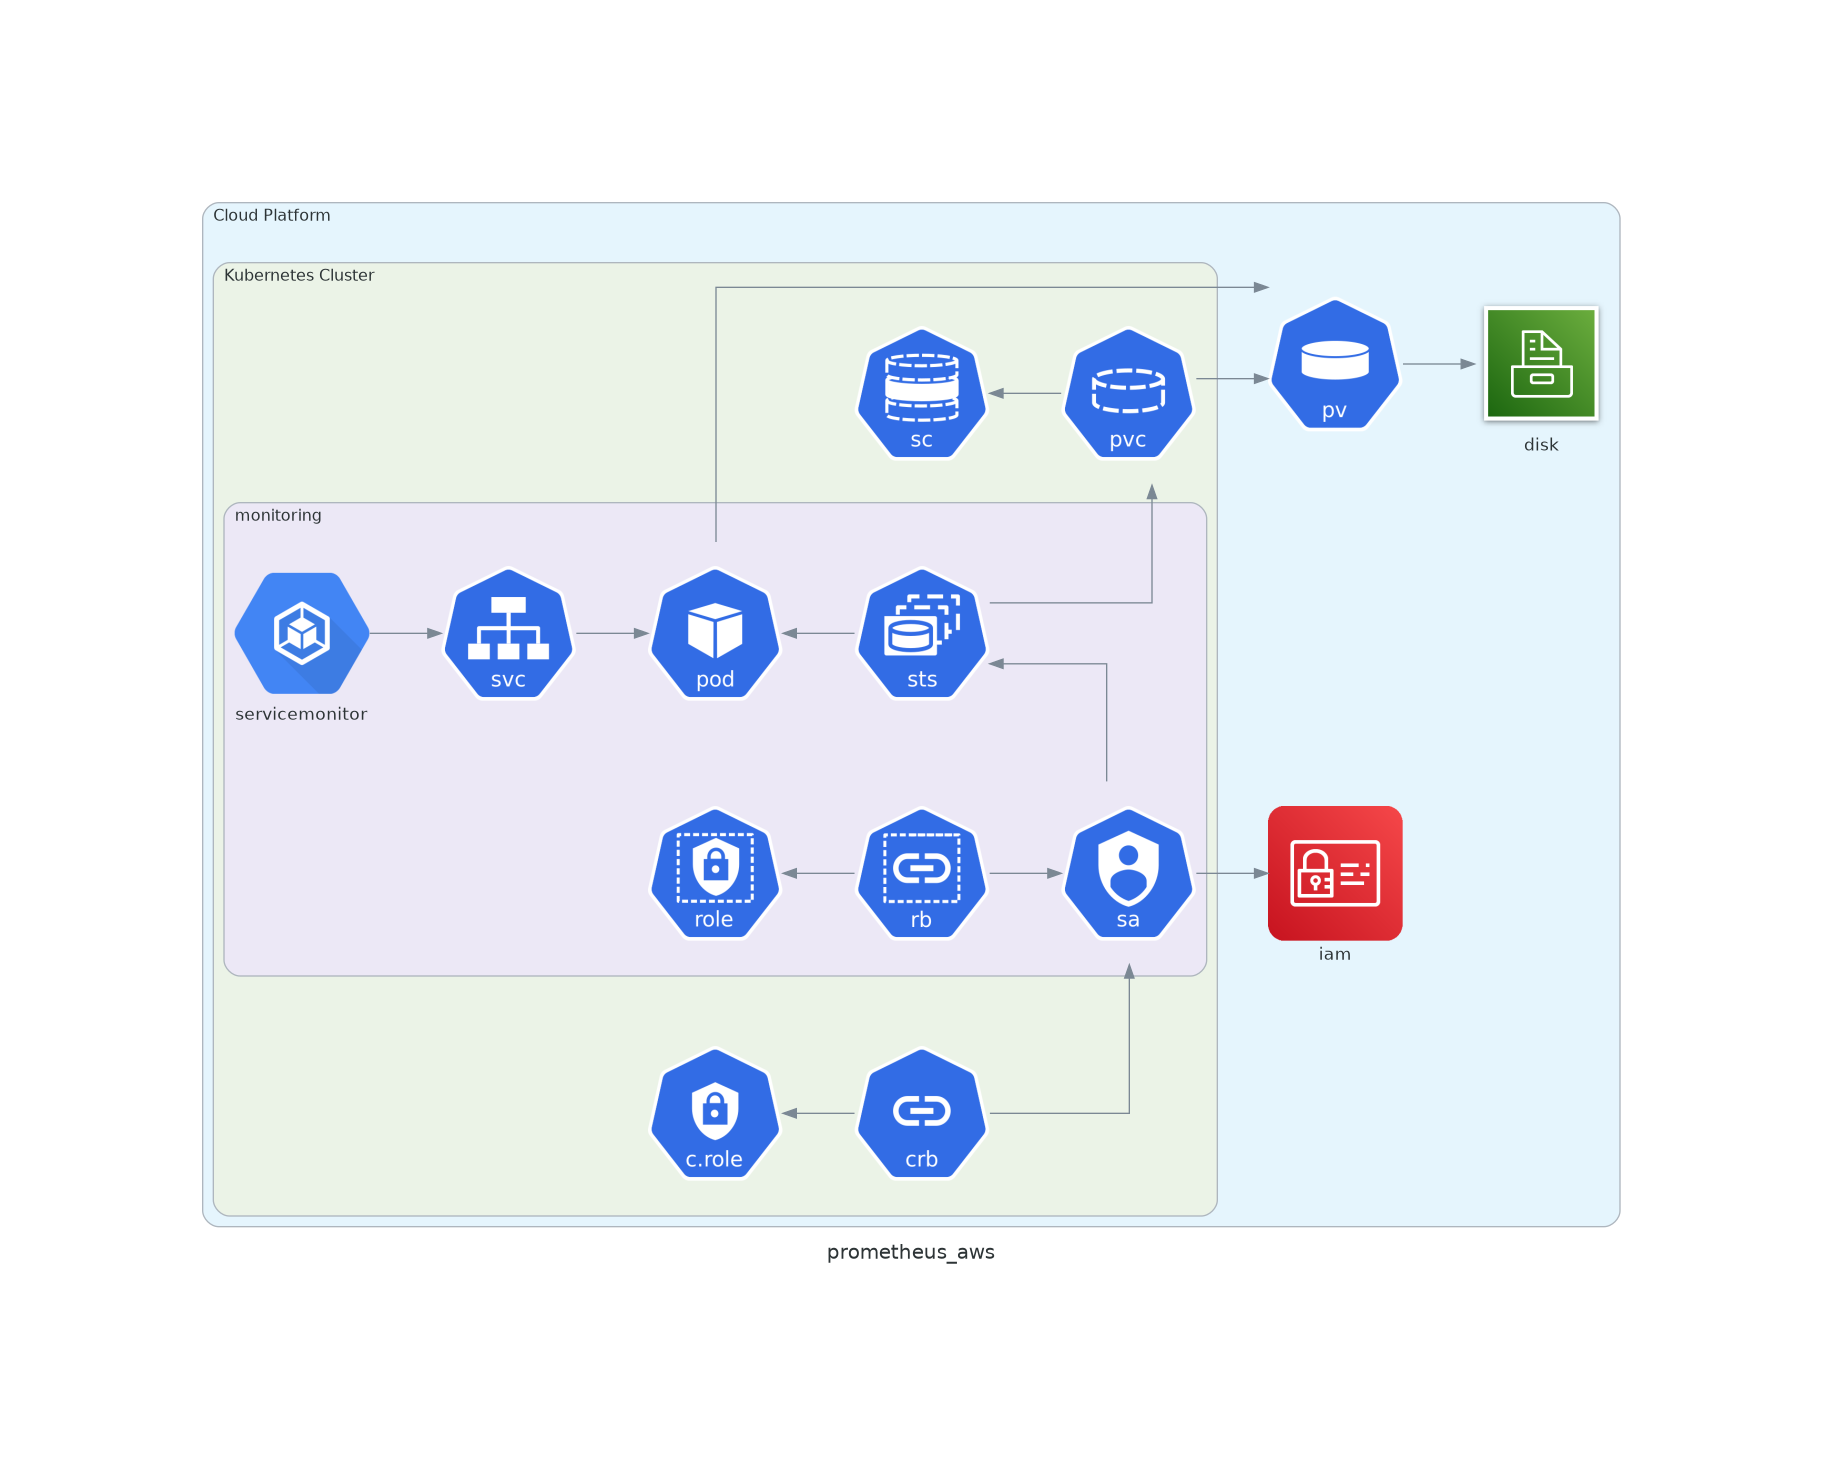 Cloud Platform
Kubernetes Cluster
sc
pvc
pv
disk
monitoring
svc
pod
sts
servicemonitor
role
rb
sa
iam
c.role
crb
prometheus_aws